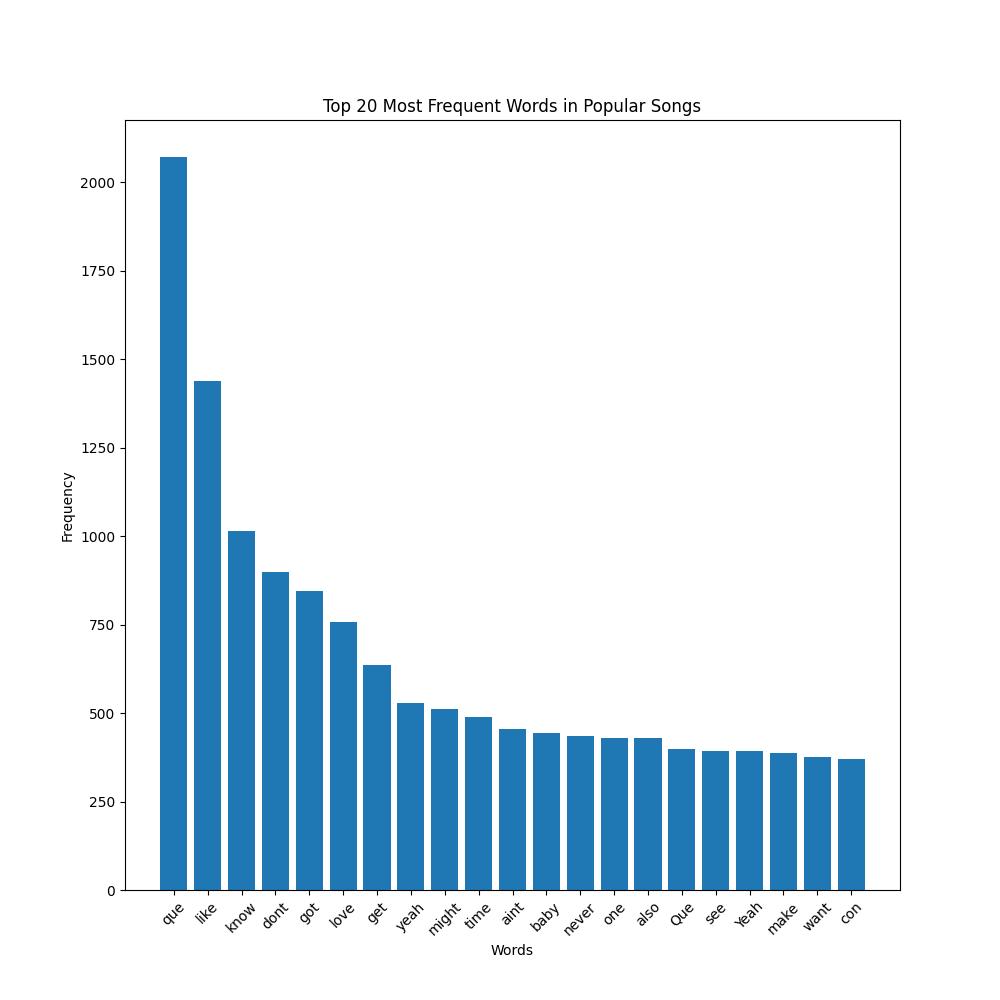 Top 20 Most Frequent Words in Popular Songs
2000
1750
1500
1250
1000
750
500
250
0
Frequency
que like know dont got love get yeah might time aint baby never one also Que see Yeah make want con
Words